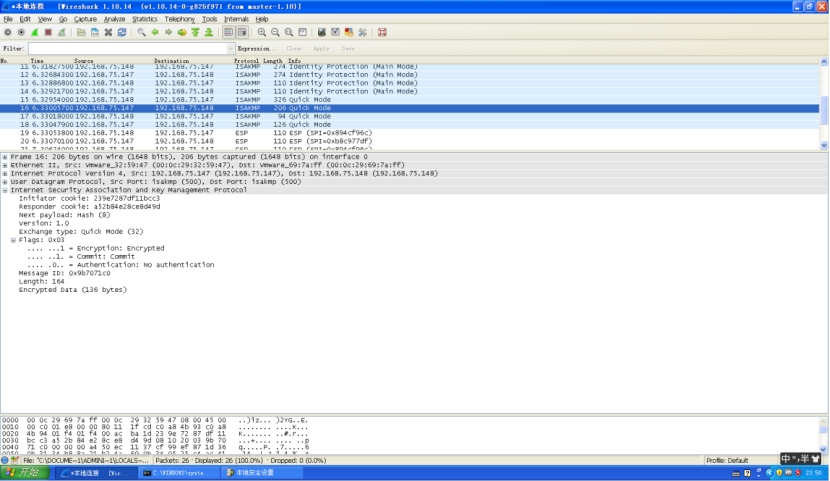 *本地连接 [Wireshark 1.10.14 (v1.10.14-0-g825f971 from master-1.10)]
File Edit View Go Capture Analyze Statistics Telephony Tools Internals Help
Filter: Expression... Clear Apply Save
No. Time Source Destination Protocol Length Info
11 6.31827500 192.168.75.148 192.168.75.147 ISAKMP 274 Identity Protection (Main Mode)
12 6.32684300 192.168.75.147 192.168.75.148 ISAKMP 274 Identity Protection (Main Mode)
13 6.32886800 192.168.75.148 192.168.75.147 ISAKMP 110 Identity Protection (Main Mode)
14 6.32921700 192.168.75.147 192.168.75.148 ISAKMP 110 Identity Protection (Main Mode)
15 6.32954000 192.168.75.148 192.168.75.147 ISAKMP 326 Quick Mode
16 6.33005700 192.168.75.147 192.168.75.148 ISAKMP 206 Quick Mode
17 6.33018000 192.168.75.148 192.168.75.147 ISAKMP 94 Quick Mode
18 6.33047900 192.168.75.147 192.168.75.148 ISAKMP 126 Quick Mode
19 6.33053800 192.168.75.148 192.168.75.147 ESP 110 ESP (SPI=0x894cf96c)
20 6.33070100 192.168.75.147 192.168.75.148 ESP 110 ESP (SPI=0xb8c977df)
Frame 16: 206 bytes on wire (1648 bits), 206 bytes captured (1648 bits) on interface 0
Ethernet II, Src: Vmware_32:59:47 (00:0c:29:32:59:47), Dst: Vmware_69:7a:ff (00:0c:29:69:7a:ff)
Internet Protocol Version 4, Src: 192.168.75.147 (192.168.75.147), Dst: 192.168.75.148 (192.168.75.148)
User Datagram Protocol, Src Port: isakmp (500), Dst Port: isakmp (500)
Internet Security Association and Key Management Protocol
Initiator cookie: 239e7287df11bcc3
Responder cookie: a52b84e28ce8d49d
Next payload: Hash (8)
Version: 1.0
Exchange type: Quick Mode (32)
Flags: 0x03
.... ...1 = Encryption: Encrypted
.... ..1. = Commit: Commit
.... .0.. = Authentication: No authentication
Message ID: 0x9b7071c0
Length: 164
Encrypted Data (136 bytes)
0000 00 0c 29 69 7a ff 00 0c 29 32 59 47 08 00 45 00 ..)iz... )2YG..E.
0010 00 c0 01 e8 00 00 80 11 1f cd c0 a8 4b 93 c0 a8 ........ ....K...
0020 4b 94 01 f4 01 f4 00 ac ba 1d 23 9e 72 87 df 11 K....... ..#.r...
0030 bc c3 a5 2b 84 e2 8c e8 d4 9d 08 10 20 03 9b 70 ...+.... .... ..p
0040 71 c0 00 00 00 a4 50 ec 11 37 cf 99 ef 87 1d 36 q.....P. .7.....6
File: "C:\DOCUME~1\ADMINI~1\LOCALS~... Packets: 26 · Displayed: 26 (100.0%) · Dropped: 0 (0.0%) Profile: Default
中 °, 半
开始 *本地连接 [Wir... C:\WINDOWS\syste... 本地安全设置 23:50